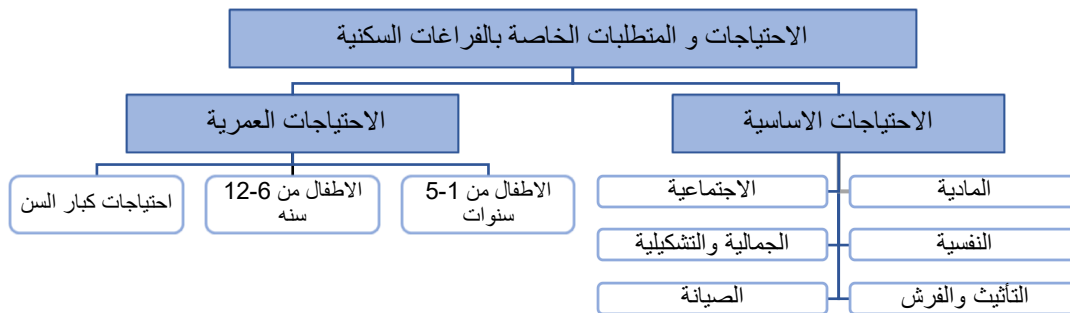 الاحتياجات و المتطلبات الخاصة بالفراغات السكنية
الاحتياجات الاساسية
المادية
الاجتماعية
النفسية
الجمالية والتشكيلية
التأثيث والفرش
الصيانة
الاحتياجات العمرية
الاطفال من 1-5
سنوات
الاطفال من 6-12
سنه
احتياجات كبار السن